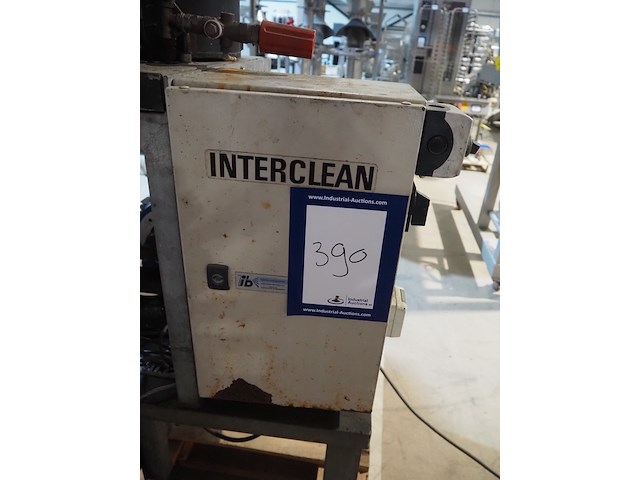 INTERCLEAN
www.Industrial-Auctions.com
390
ib
Industrial
Auctions
www.Industrial-Auctions.com